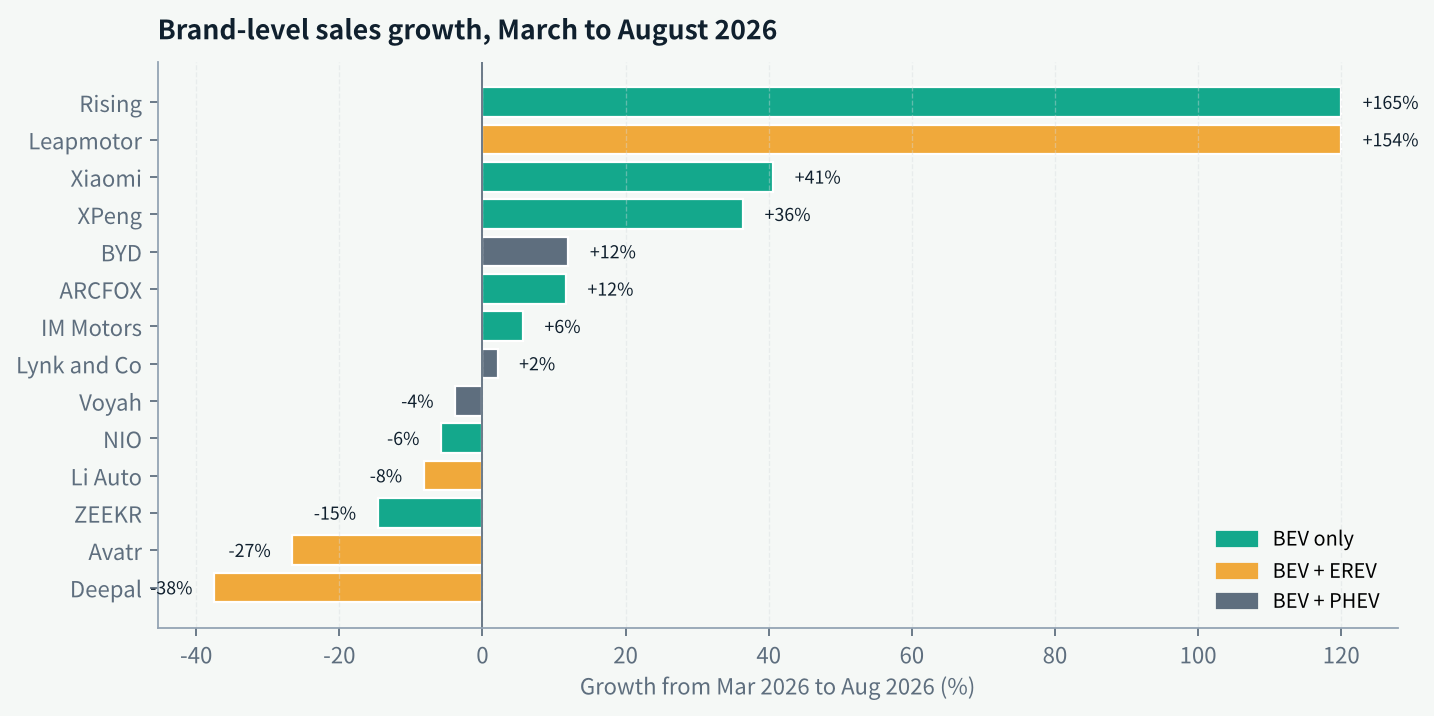 Brand-level sales growth, March to August 2026
Rising +165%
Leapmotor +154%
Xiaomi +41%
XPeng +36%
BYD +12%
ARCFOX +12%
IM Motors +6%
Lynk and Co +2%
Voyah -4%
NIO -6%
Li Auto -8%
ZEEKR -15%
Avatr -27%
Deepal -38%
BEV only
BEV + EREV
BEV + PHEV
-40 -20 0 20 40 60 80 100 120
Growth from Mar 2026 to Aug 2026 (%)